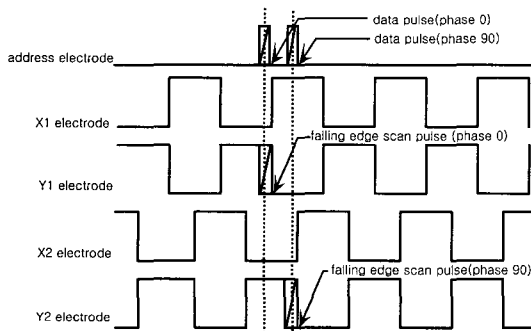 data pulse(phase 0)
data pulse(phase 90)
address electrode
X1 electrode
falling edge scan pulse (phase 0)
Y1 electrode
X2 electrode
falling edge scan pulse(phase 90)
Y2 electrode